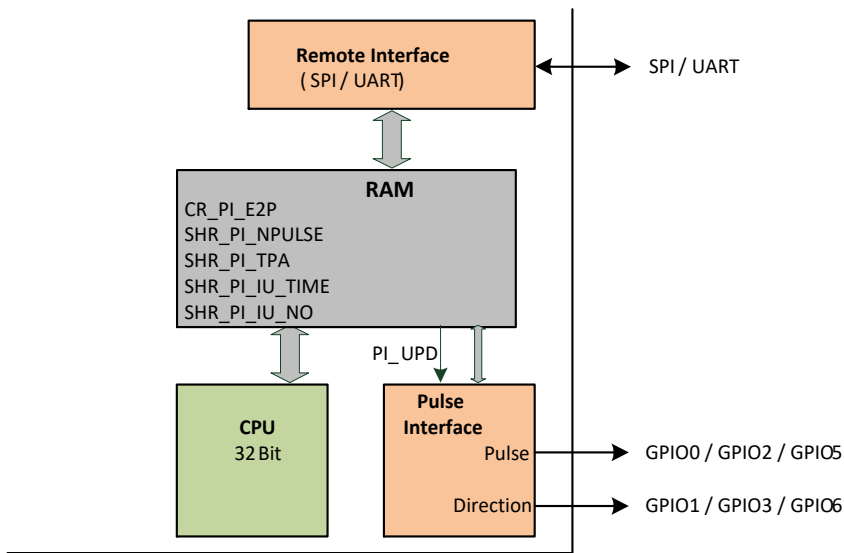 Remote Interface
( SPI / UART)
SPI / UART
RAM
CR_PI_E2P
SHR_PI_NPULSE
SHR_PI_TPA
SHR_PI_IU_TIME
SHR_PI_IU_NO
PI_UPD
CPU
32 Bit
Pulse
Interface
Pulse
GPIO0 / GPIO2 / GPIO5
Direction
GPIO1 / GPIO3 / GPIO6